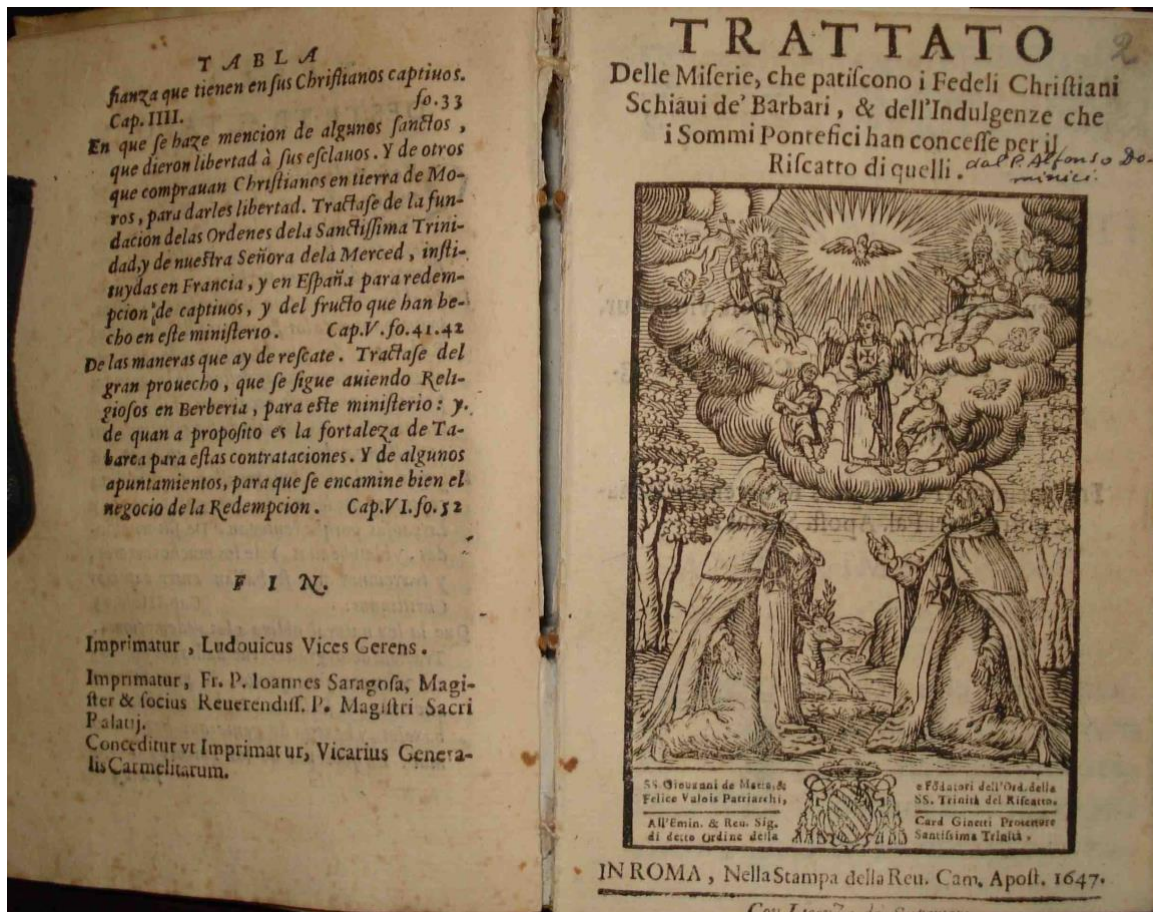 TABLA
fianza que tienen en sus Christianos captiuos.
Cap. IIII. fo.33
En que se haze mencion de algunos sanctos,
que dieron libertad à sus esclauos. Y de otros
que comprauan Christianos en tierra de Mo-
ros, para darles libertad. Tractase de la fun-
dacion delas Ordenes dela Sanctissima Trini-
dad, y de nuestra Señora dela Merced, insti-
tuydas en Francia, y en España para redem-
pcion de captiuos, y del fructo que han he-
cho en este ministerio. Cap.V. fo.41.42
De las maneras que ay de rescate. Tractase del
gran prouecho, que se sigue auiendo Reli-
giosos en Berberia, para este ministerio: y
de quan a proposito es la fortaleza de Ta-
barca para estas contrataciones. Y de algunos
apuntamientos, para que se encamine bien el
negocio de la Redempcion. Cap.VI. fo.52
FIN.
Imprimatur, Ludouicus Vices Gerens.
Imprimatur, Fr. P. Ioannes Saragosa, Magi-
ster & socius Reuerendiss. P. Magistri Sacri
Palatij.
Conceditur vt Imprimatur, Vicarius Genera-
lis Carmelitarum.
2
TRATTATO
Delle Miserie, che patiscono i Fedeli Christiani
Schiaui de' Barbari, & dell'Indulgenze che
i Sommi Pontefici han concesse per il
Riscatto di quelli. dal P. Alfonso Do-
minici.
SS. Giouanni de Matta, & e Fõdatori dell'Ord. della
Felice Valois Patriarchi, SS. Trinità del Riscatto.
All'Emin. & Reu. Sig. Card Ginetti Protettore
di detto Ordine della Santissima Trinità.
IN ROMA, Nella Stampa della Reu. Cam. Apost. 1647.